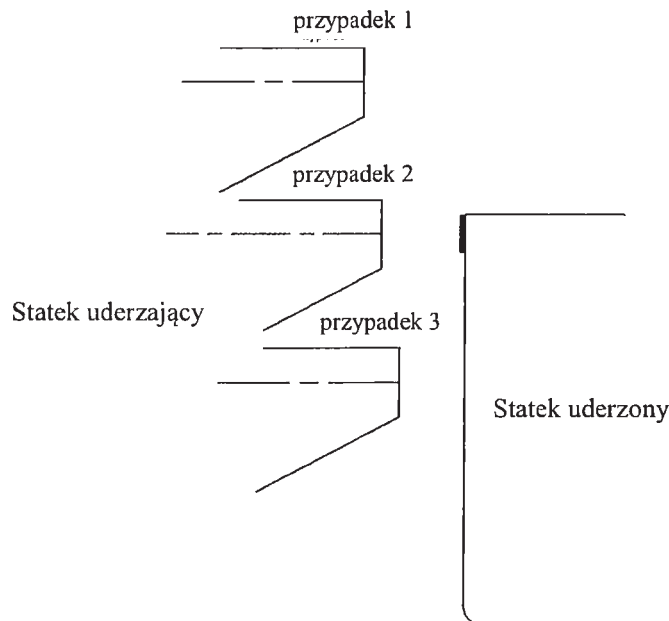 przypadek 1
przypadek 2
Statek uderzający
przypadek 3
Statek uderzony